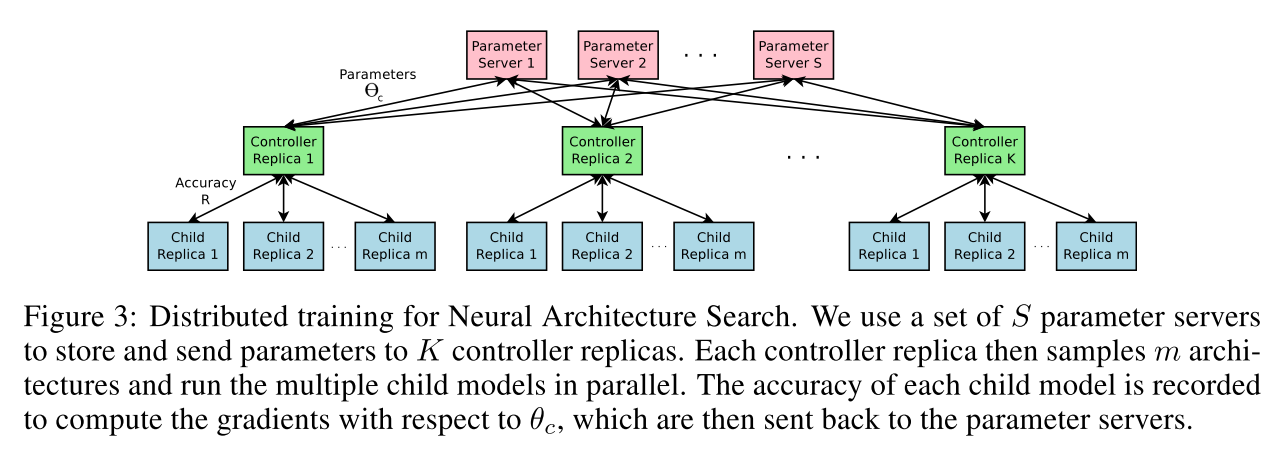 Parameter
Server 1
Parameter
Server 2
. . .
Parameter
Server S
Parameters
Θc
Controller
Replica 1
Controller
Replica 2
. . .
Controller
Replica K
Accuracy
R
Child
Replica 1
Child
Replica 2
. . .
Child
Replica m
Child
Replica 1
Child
Replica 2
. . .
Child
Replica m
Child
Replica 1
Child
Replica 2
. . .
Child
Replica m
Figure 3: Distributed training for Neural Architecture Search. We use a set of S parameter servers
to store and send parameters to K controller replicas. Each controller replica then samples m archi-
tectures and run the multiple child models in parallel. The accuracy of each child model is recorded
to compute the gradients with respect to θc, which are then sent back to the parameter servers.